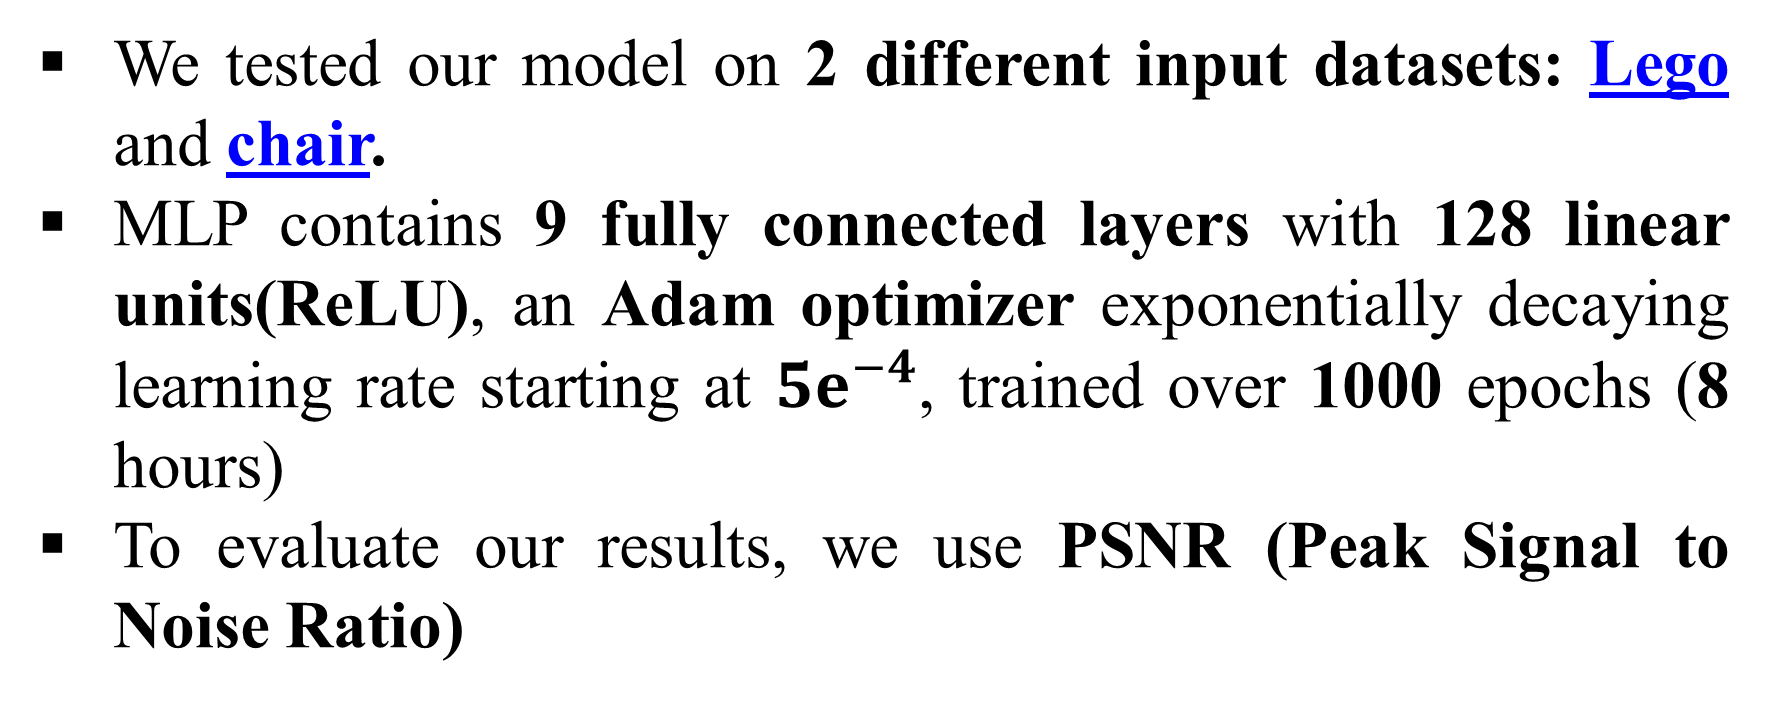 ▪ We tested our model on 2 different input datasets: Lego
and chair.
▪ MLP contains 9 fully connected layers with 128 linear
units(ReLU), an Adam optimizer exponentially decaying
learning rate starting at 5e⁻⁴, trained over 1000 epochs (8
hours)
▪ To evaluate our results, we use PSNR (Peak Signal to
Noise Ratio)